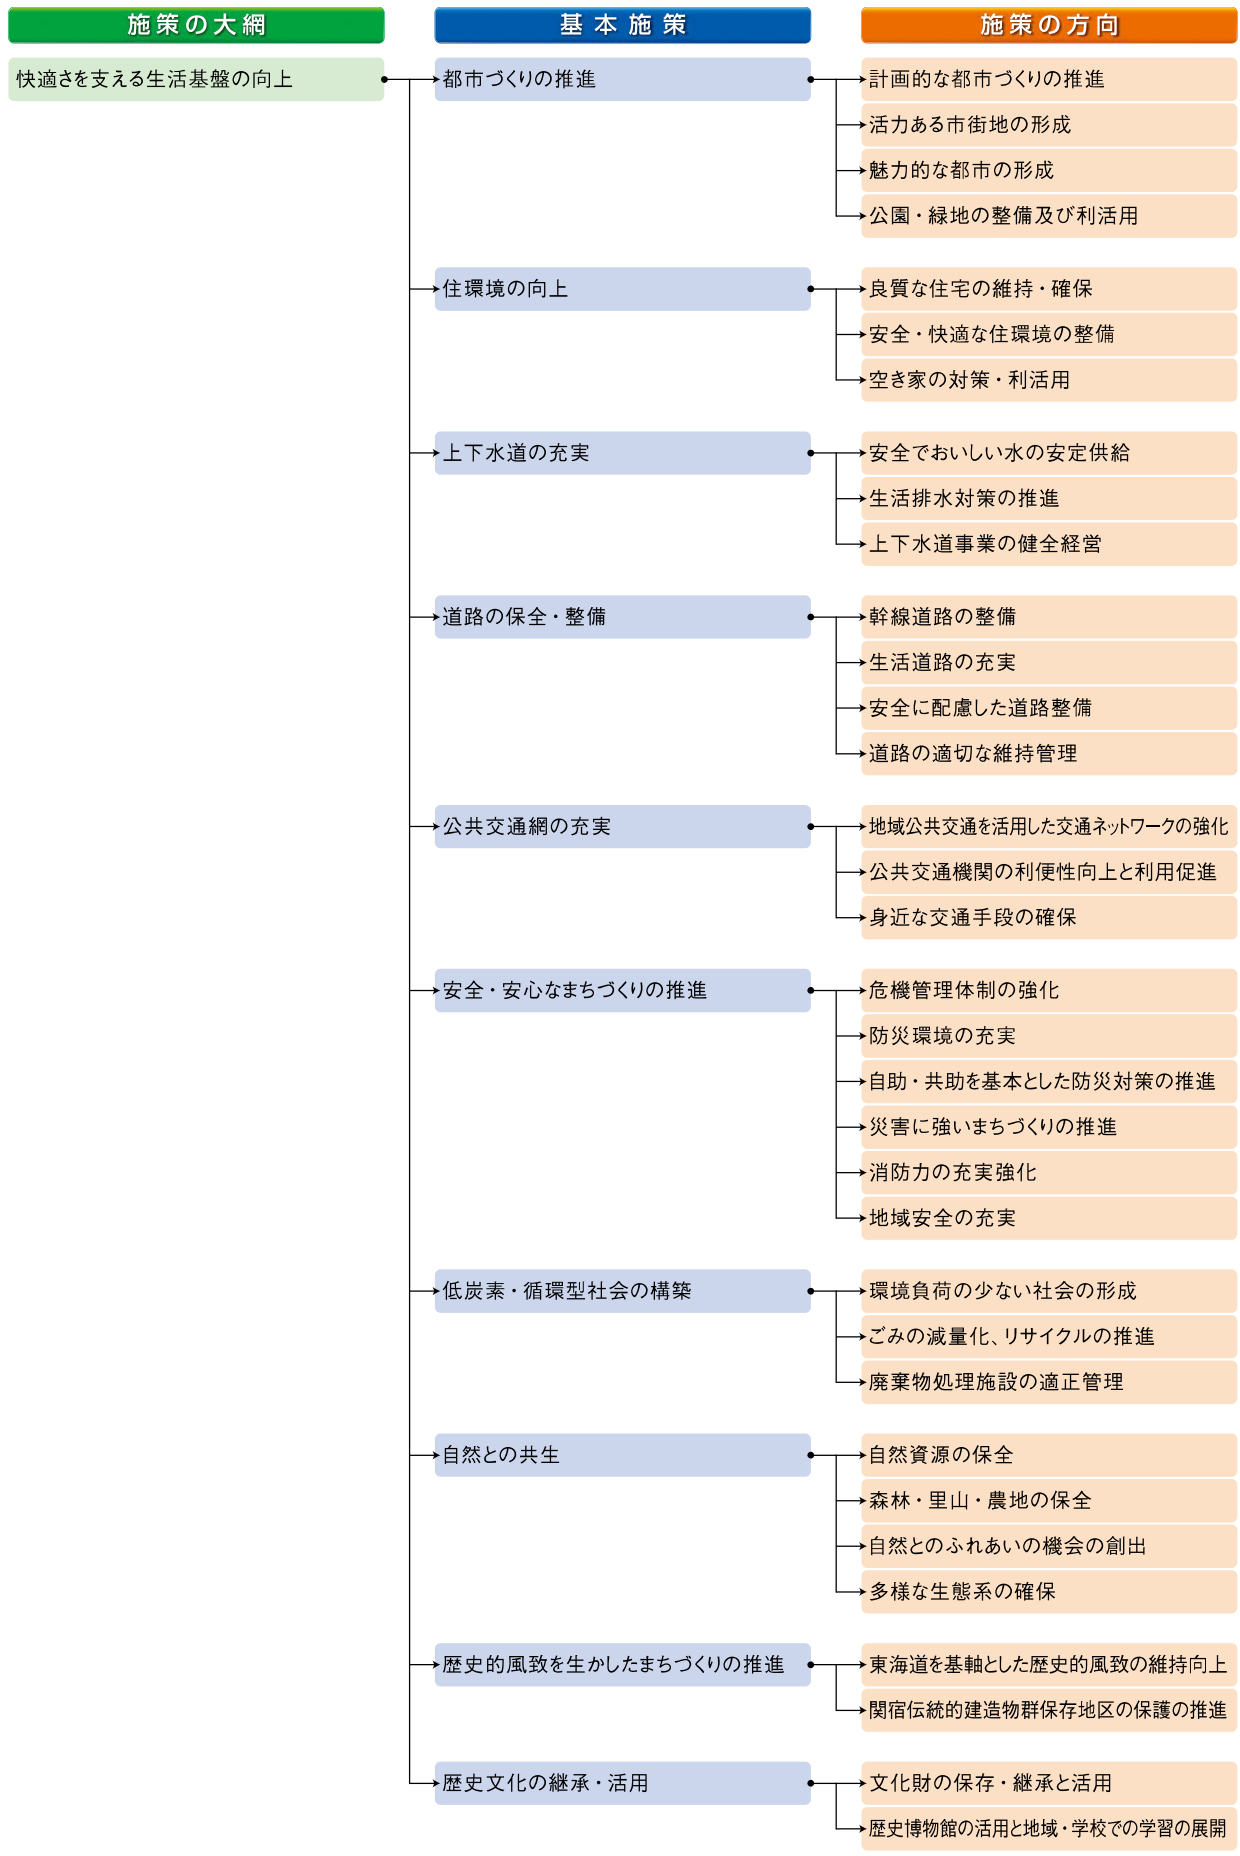 施策の大綱
基本施策
施策の方向
快適さを支える生活基盤の向上
都市づくりの推進
計画的な都市づくりの推進
活力ある市街地の形成
魅力的な都市の形成
公園・緑地の整備及び利活用
住環境の向上
良質な住宅の維持・確保
安全・快適な住環境の整備
空き家の対策・利活用
上下水道の充実
安全でおいしい水の安定供給
生活排水対策の推進
上下水道事業の健全経営
道路の保全・整備
幹線道路の整備
生活道路の充実
安全に配慮した道路整備
道路の適切な維持管理
公共交通網の充実
地域公共交通を活用した交通ネットワークの強化
公共交通機関の利便性向上と利用促進
身近な交通手段の確保
安全・安心なまちづくりの推進
危機管理体制の強化
防災環境の充実
自助・共助を基本とした防災対策の推進
災害に強いまちづくりの推進
消防力の充実強化
地域安全の充実
低炭素・循環型社会の構築
環境負荷の少ない社会の形成
ごみの減量化、リサイクルの推進
廃棄物処理施設の適正管理
自然との共生
自然資源の保全
森林・里山・農地の保全
自然とのふれあいの機会の創出
多様な生態系の確保
歴史的風致を生かしたまちづくりの推進
東海道を基軸とした歴史的風致の維持向上
関宿伝統的建造物群保存地区の保護の推進
歴史文化の継承・活用
文化財の保存・継承と活用
歴史博物館の活用と地域・学校での学習の展開